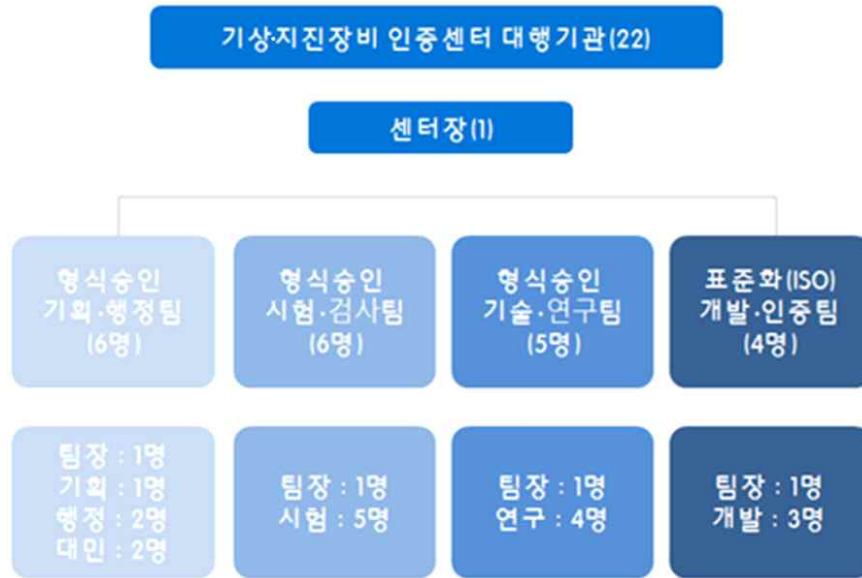 기상·지진장비 인증센터 대행기관(22)
센터장(1)
형식승인
기획·행정팀
(6명)
형식승인
시험·검사팀
(6명)
형식승인
기술·연구팀
(5명)
표준화(ISO)
개발·인증팀
(4명)
팀장 : 1명
기획 : 1명
행정 : 2명
대민 : 2명
팀장 : 1명
시험 : 5명
팀장 : 1명
연구 : 4명
팀장 : 1명
개발 : 3명